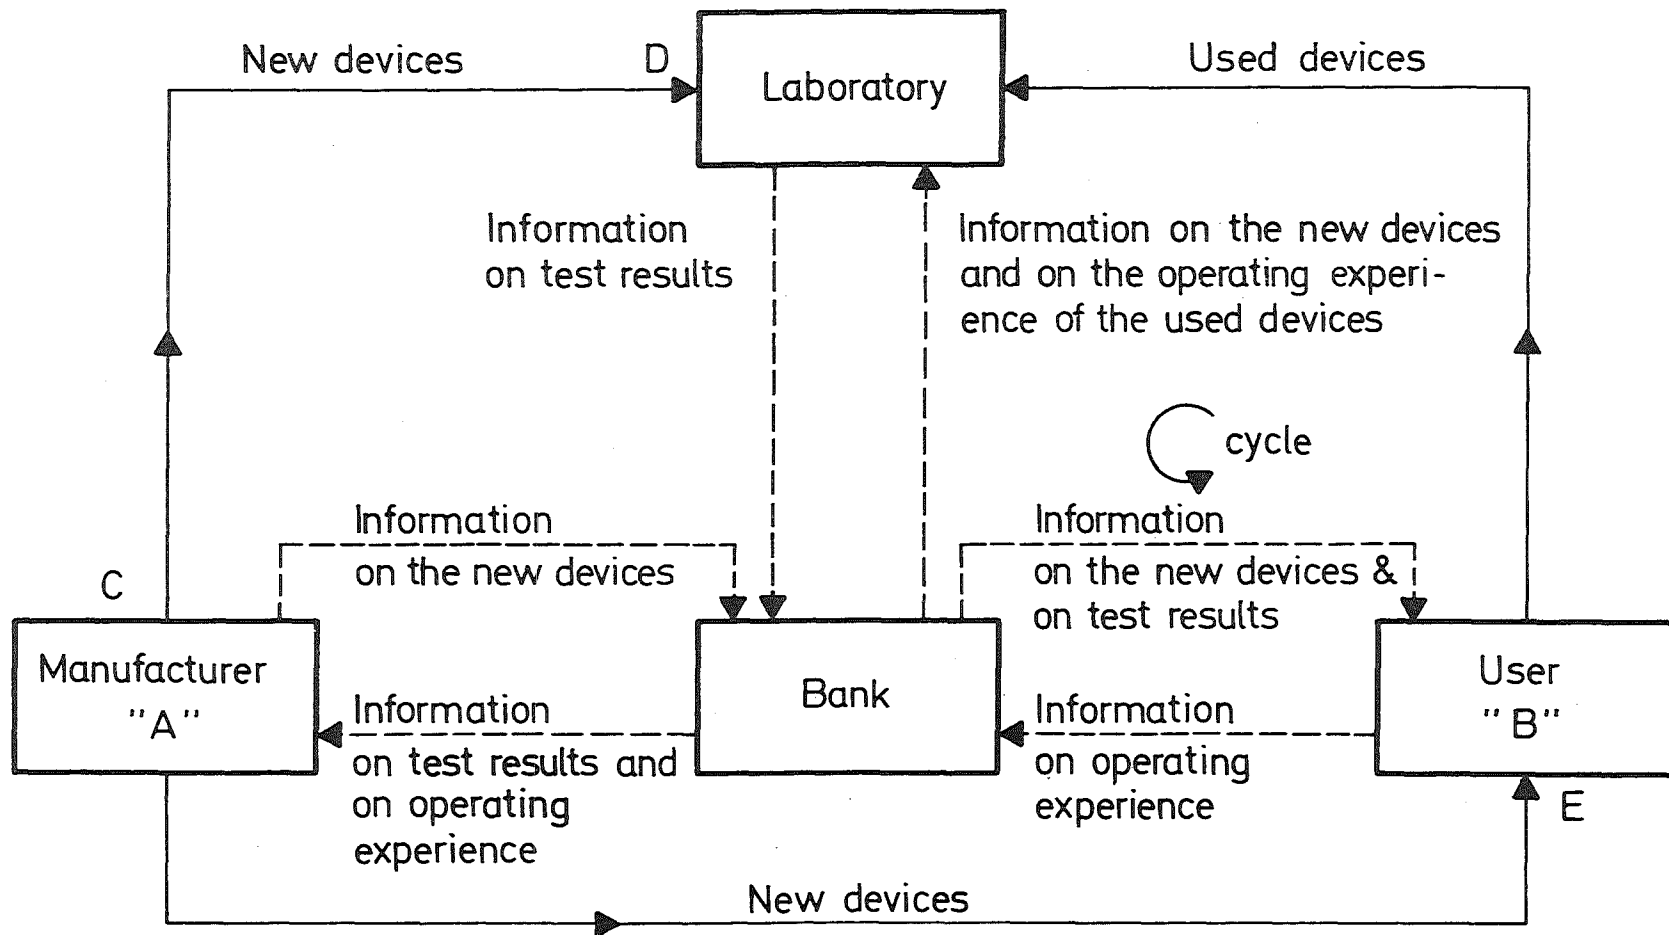 New devices
D
Laboratory
Used devices
Information
on test results
Information on the new devices
and on the operating experi-
ence of the used devices
cycle
Information
on the new devices
Information
on the new devices &
on test results
C
Manufacturer
"A"
Bank
User
"B"
Information
on test results and
on operating
experience
Information
on operating
experience
E
New devices